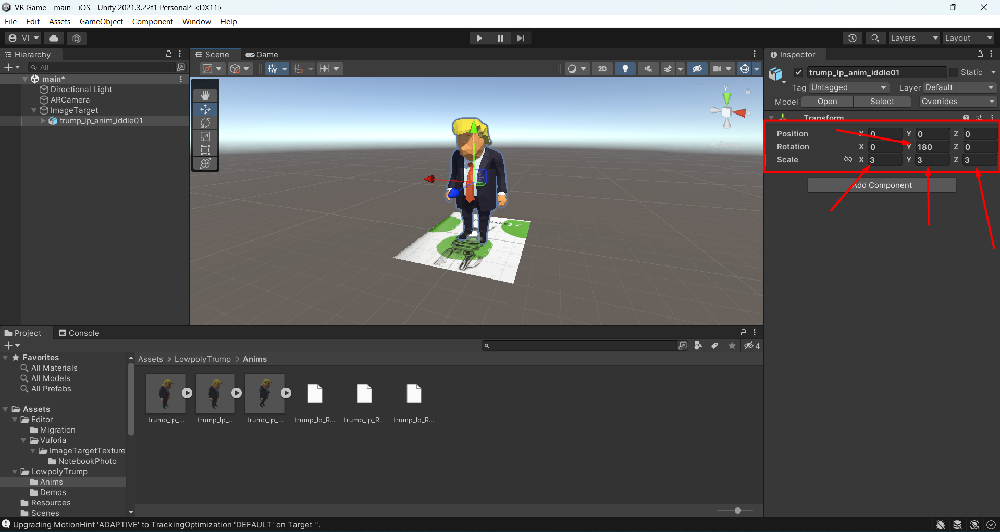 VR Game - main - iOS - Unity 2021.3.22f1 Personal* <DX11>
File Edit Assets GameObject Component Window Help
VI
Layers
Layout
Hierarchy
All
main*
Directional Light
ARCamera
ImageTarget
trump_lp_anim_iddle01
Scene
Game
2D
y
x
Persp
Inspector
trump_lp_anim_iddle01
Static
Tag Untagged
Layer Default
Model Open Select Overrides
Transform
Position X 0 Y 0 Z 0
Rotation X 0 Y 180 Z 0
Scale X 3 Y 3 Z 3
Add Component
Project
Console
4
Favorites
All Materials
All Models
All Prefabs
Assets
Editor
Migration
Vuforia
ImageTargetTexture
NotebookPhoto
LowpolyTrump
Anims
Demos
Resources
Scenes
Assets > LowpolyTrump > Anims
trump_lp_...
trump_lp_...
trump_lp_...
trump_lp_R...
trump_lp_R...
trump_lp_R...
Upgrading MotionHint 'ADAPTIVE' to TrackingOptimization 'DEFAULT' on Target ''.